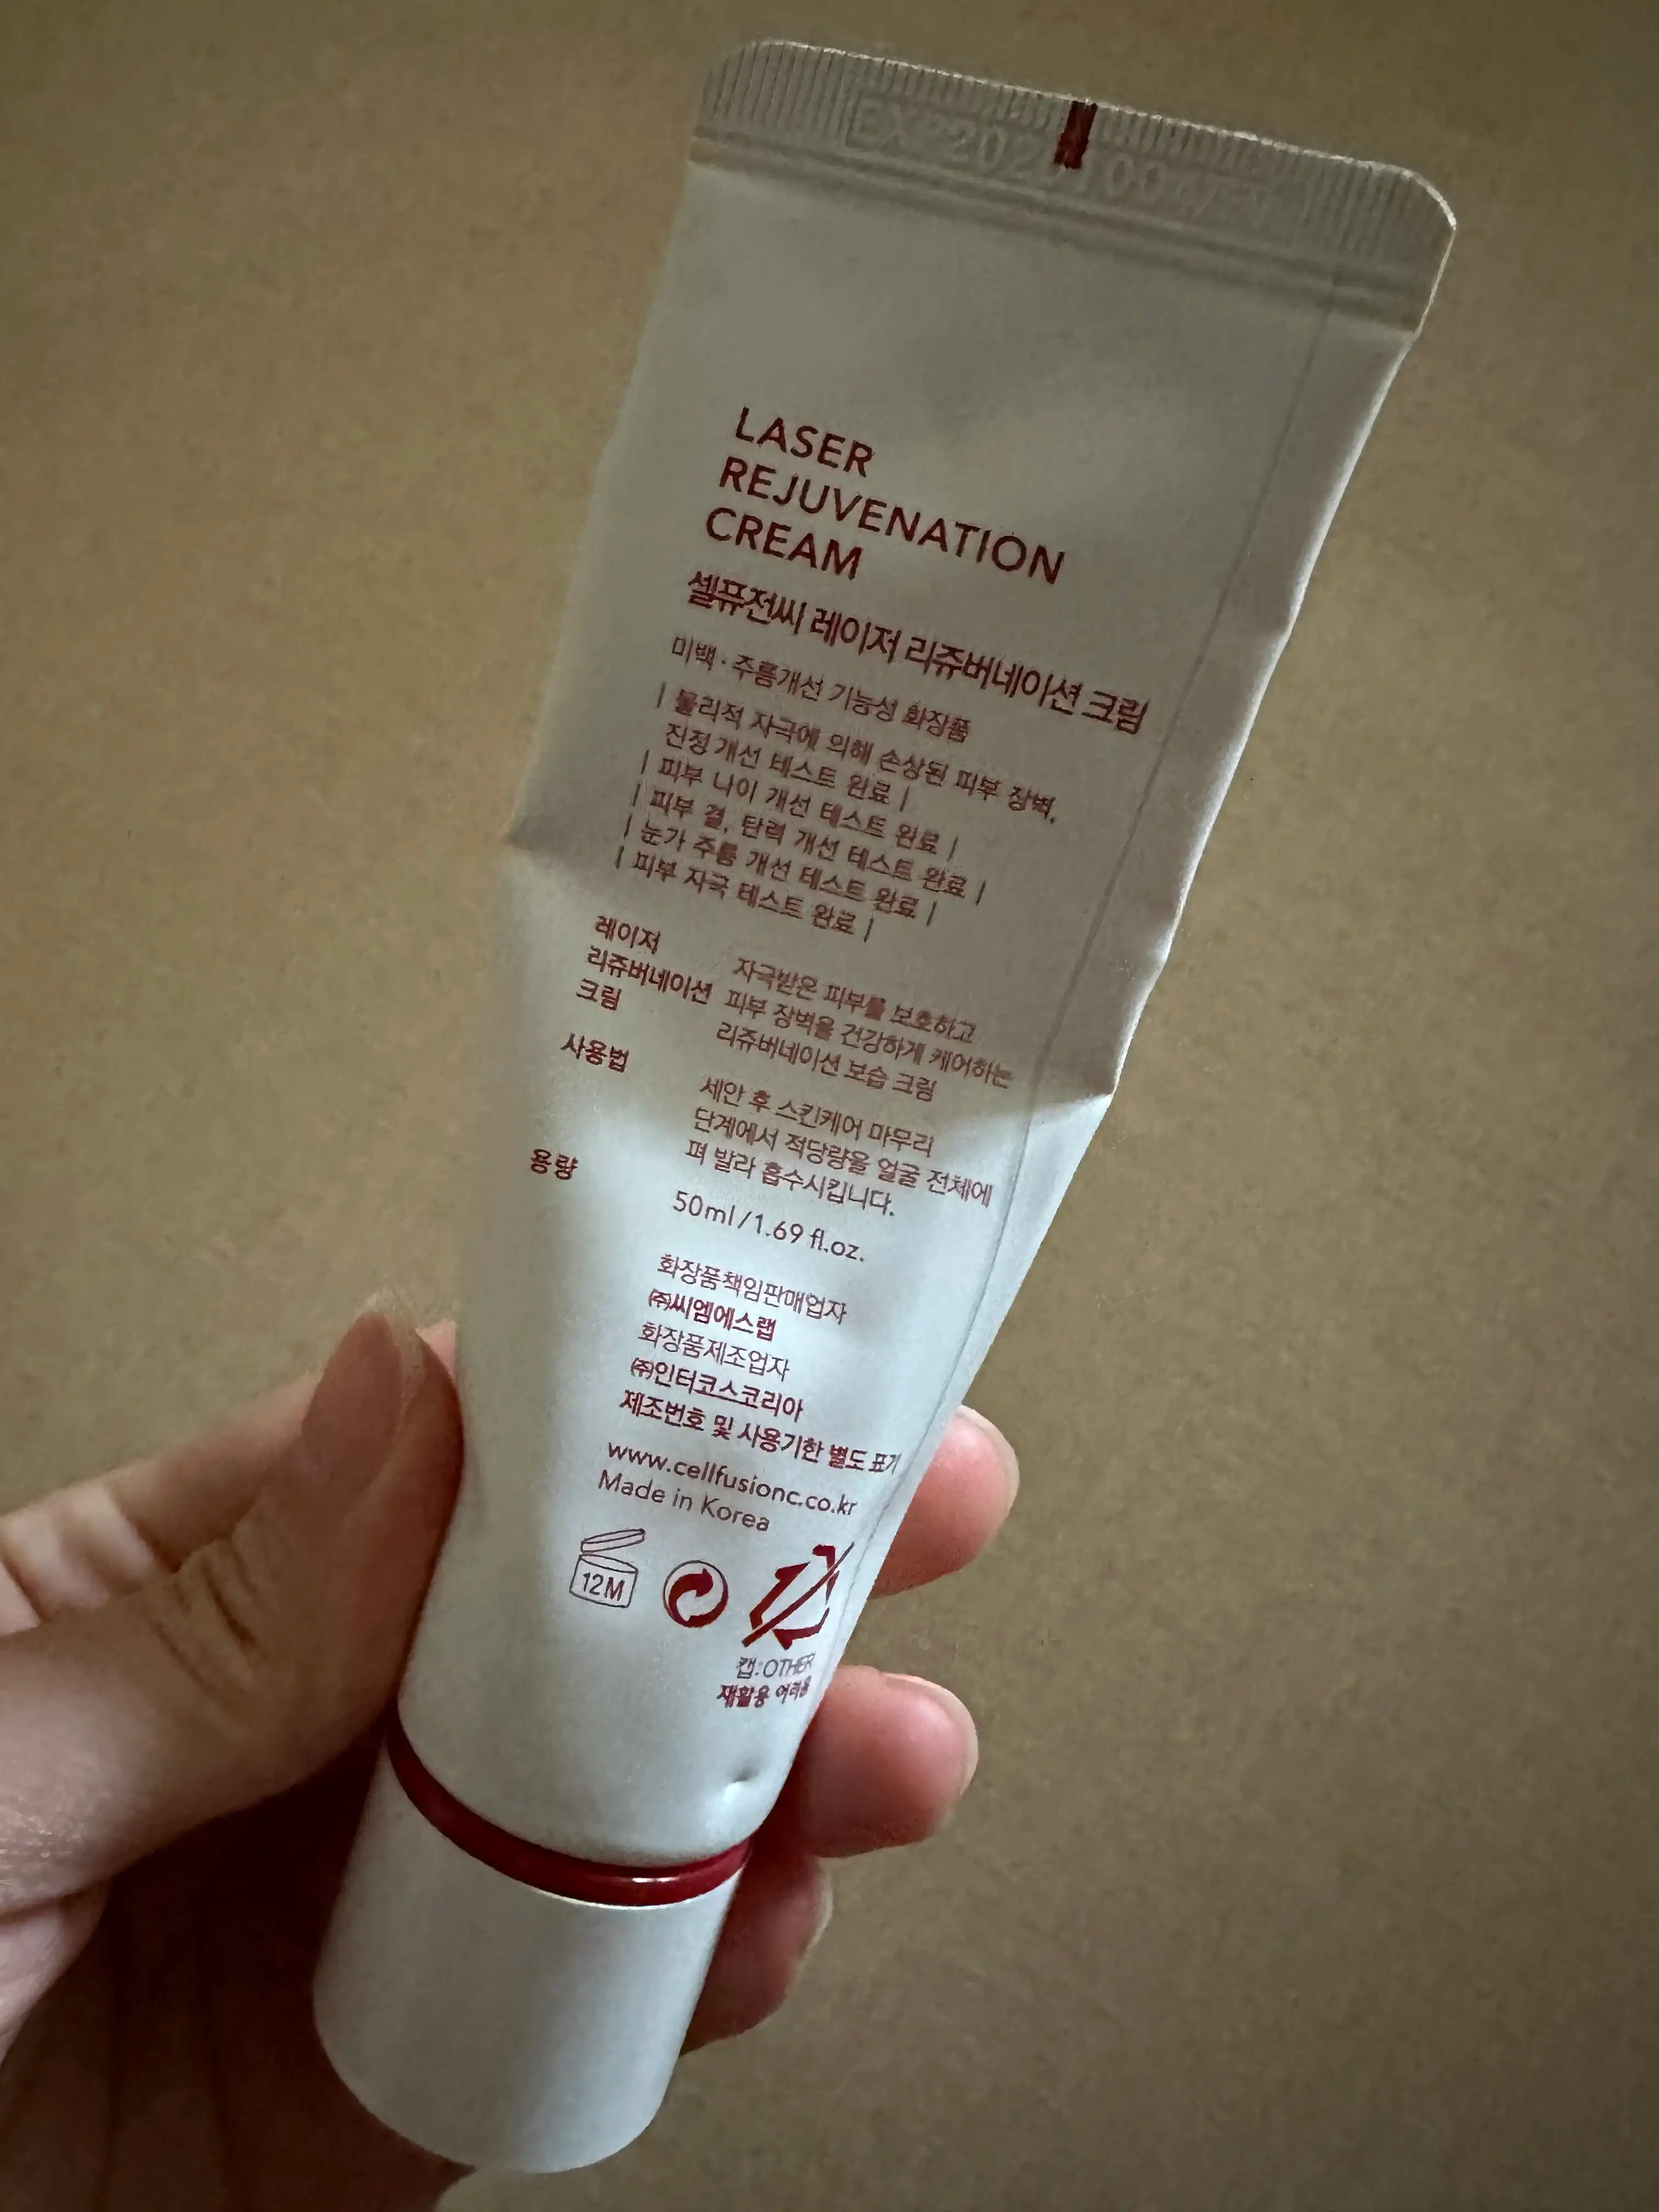 LASER
REJUVENATION
CREAM
셀퓨전씨 레이저 리쥬버네이션 크림
미백·주름개선 기능성 화장품
| 물리적 자극에 의해 손상된 피부 장벽,
진정 개선 테스트 완료 |
| 피부 나이 개선 테스트 완료 |
| 피부 결, 탄력 개선 테스트 완료 |
| 눈가 주름 개선 테스트 완료 |
| 피부 자극 테스트 완료 |
레이저
리쥬버네이션
크림
자극받은 피부를 보호하고
피부 장벽을 건강하게 케어하는
리쥬버네이션 보습 크림
사용법
세안 후 스킨케어 마무리
단계에서 적당량을 얼굴 전체에
펴 발라 흡수시킵니다.
용량
50ml/1.69 fl.oz.
화장품책임판매업자
㈜씨엠에스랩
화장품제조업자
㈜인터코스코리아
제조번호 및 사용기한 별도 표기
www.cellfusionc.co.kr
Made in Korea
12M
캡:OTHER
재활용 어려움